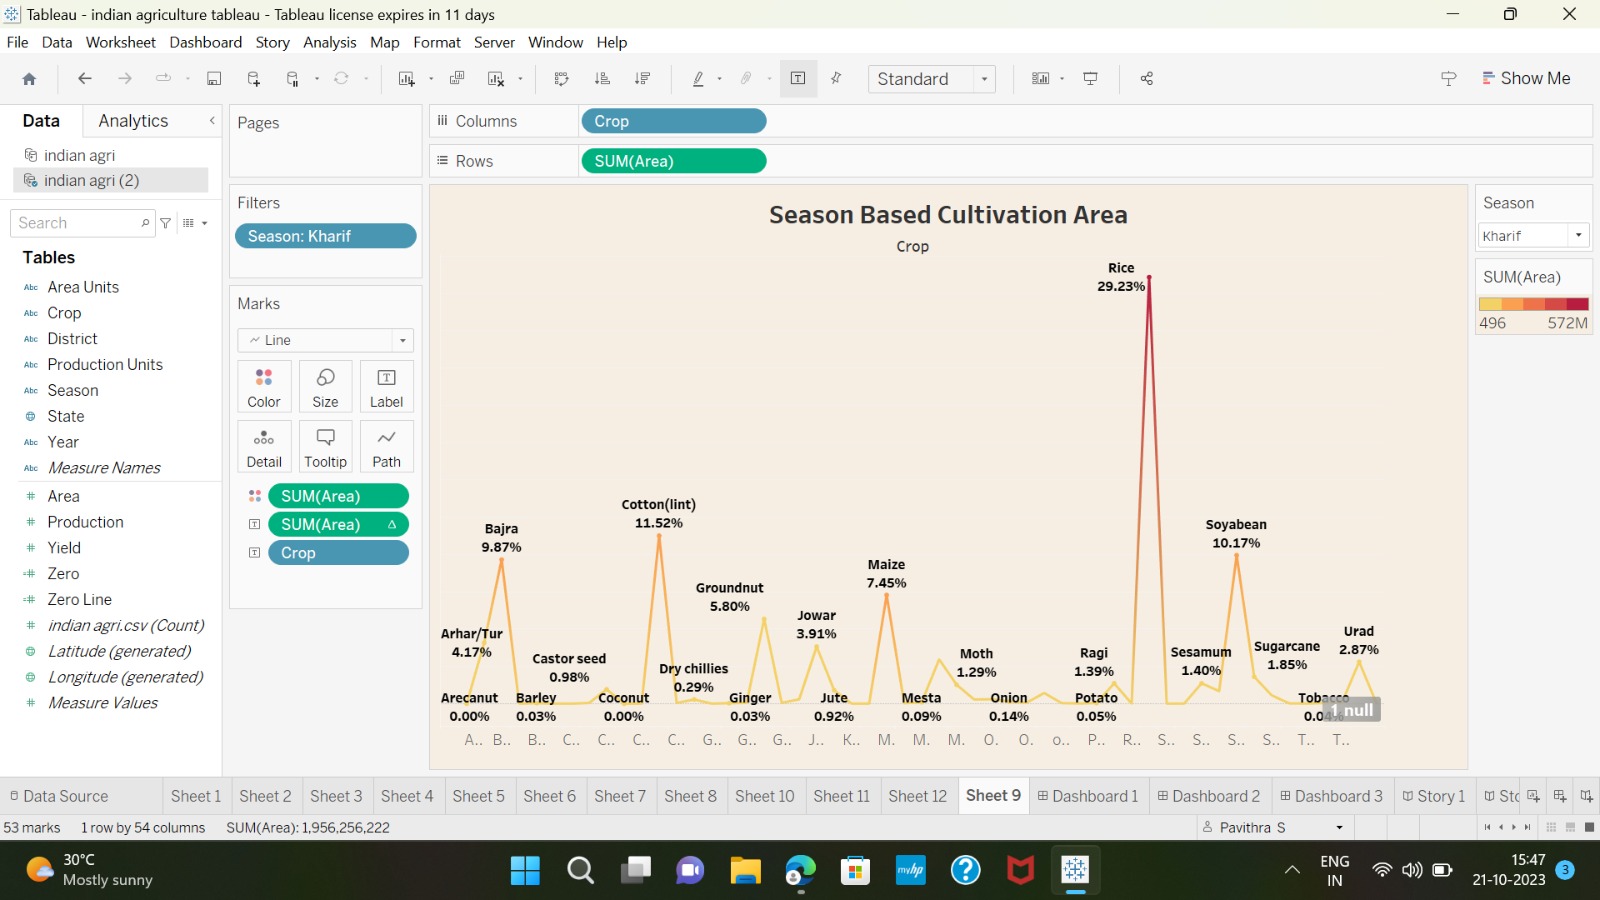 Tableau - indian agriculture tableau - Tableau license expires in 11 days
File Data Worksheet Dashboard Story Analysis Map Format Server Window Help
Standard
Show Me
Data Analytics
indian agri
indian agri (2)
Search
Tables
Abc Area Units
Abc Crop
Abc District
Abc Production Units
Abc Season
State
Abc Year
Abc Measure Names
# Area
# Production
# Yield
=# Zero
=# Zero Line
# indian agri.csv (Count)
Latitude (generated)
Longitude (generated)
# Measure Values
Pages
Filters
Season: Kharif
Marks
Line
Color Size Label
Detail Tooltip Path
SUM(Area)
SUM(Area) Δ
Crop
Columns Crop
Rows SUM(Area)
Season Based Cultivation Area
Crop
Rice
29.23%
Cotton(lint)
11.52%
Bajra
9.87%
Soyabean
10.17%
Maize
7.45%
Groundnut
5.80%
Jowar
3.91%
Arhar/Tur
4.17%
Urad
2.87%
Castor seed
0.98%
Dry chillies
0.29%
Moth
1.29%
Ragi
1.39%
Sesamum
1.40%
Sugarcane
1.85%
Arecanut
0.00%
Barley
0.03%
Coconut
0.00%
Ginger
0.03%
Jute
0.92%
Mesta
0.09%
Onion
0.14%
Potato
0.05%
Tobacco
1 null
A.. B.. B.. C.. C.. C.. C.. G.. G.. G.. J.. K.. M.. M.. M.. O.. O.. o.. P.. R.. S.. S.. S.. S.. T.. T..
Season
Kharif
SUM(Area)
496 572M
Data Source Sheet 1 Sheet 2 Sheet 3 Sheet 4 Sheet 5 Sheet 6 Sheet 7 Sheet 8 Sheet 10 Sheet 11 Sheet 12 Sheet 9 Dashboard 1 Dashboard 2 Dashboard 3 Story 1 Sto
53 marks 1 row by 54 columns SUM(Area): 1,956,256,222
Pavithra S
30°C
Mostly sunny
myhp
ENG
IN
15:47
21-10-2023
3